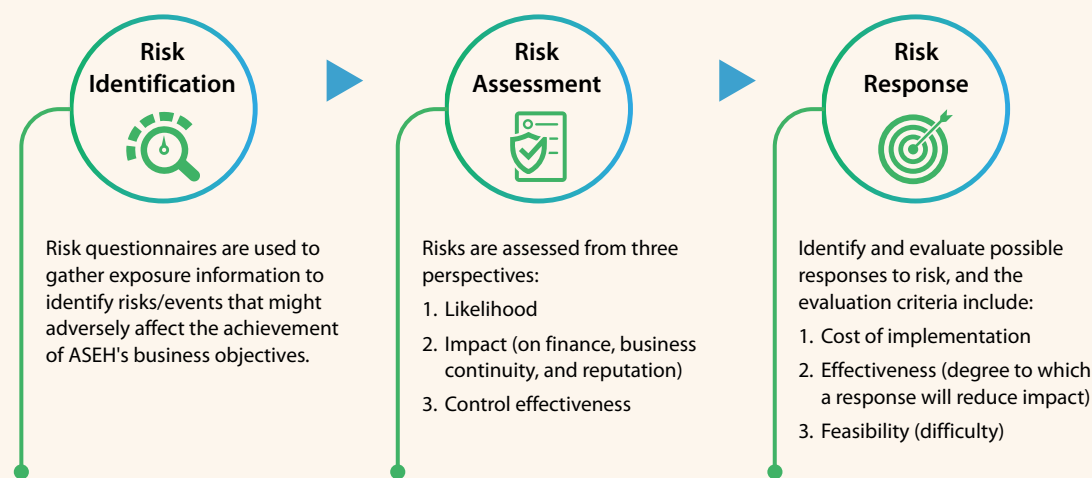 Risk
Identification
Risk questionnaires are used to
gather exposure information to
identify risks/events that might
adversely affect the achievement
of ASEH's business objectives.
Risk
Assessment
Risks are assessed from three
perspectives:
1. Likelihood
2. Impact (on finance, business
continuity, and reputation)
3. Control effectiveness
Risk
Response
Identify and evaluate possible
responses to risk, and the
evaluation criteria include:
1. Cost of implementation
2. Effectiveness (degree to which
a response will reduce impact)
3. Feasibility (difficulty)